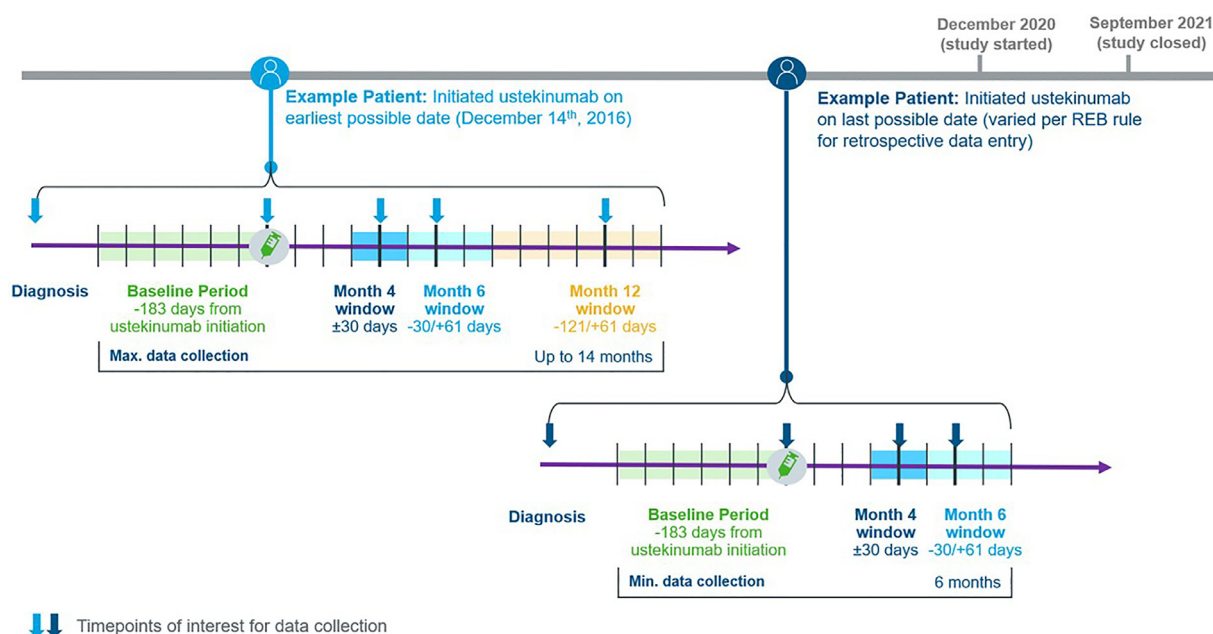 December 2020
(study started)
September 2021
(study closed)
Example Patient: Initiated ustekinumab on
earliest possible date (December 14th, 2016)
Example Patient: Initiated ustekinumab
on last possible date (varied per REB rule
for retrospective data entry)
Diagnosis
Baseline Period
-183 days from
ustekinumab initiation
Month 4
window
±30 days
Month 6
window
-30/+61 days
Month 12
window
-121/+61 days
Max. data collection
Up to 14 months
Diagnosis
Baseline Period
-183 days from
ustekinumab initiation
Month 4
window
±30 days
Month 6
window
-30/+61 days
Min. data collection
6 months
Timepoints of interest for data collection